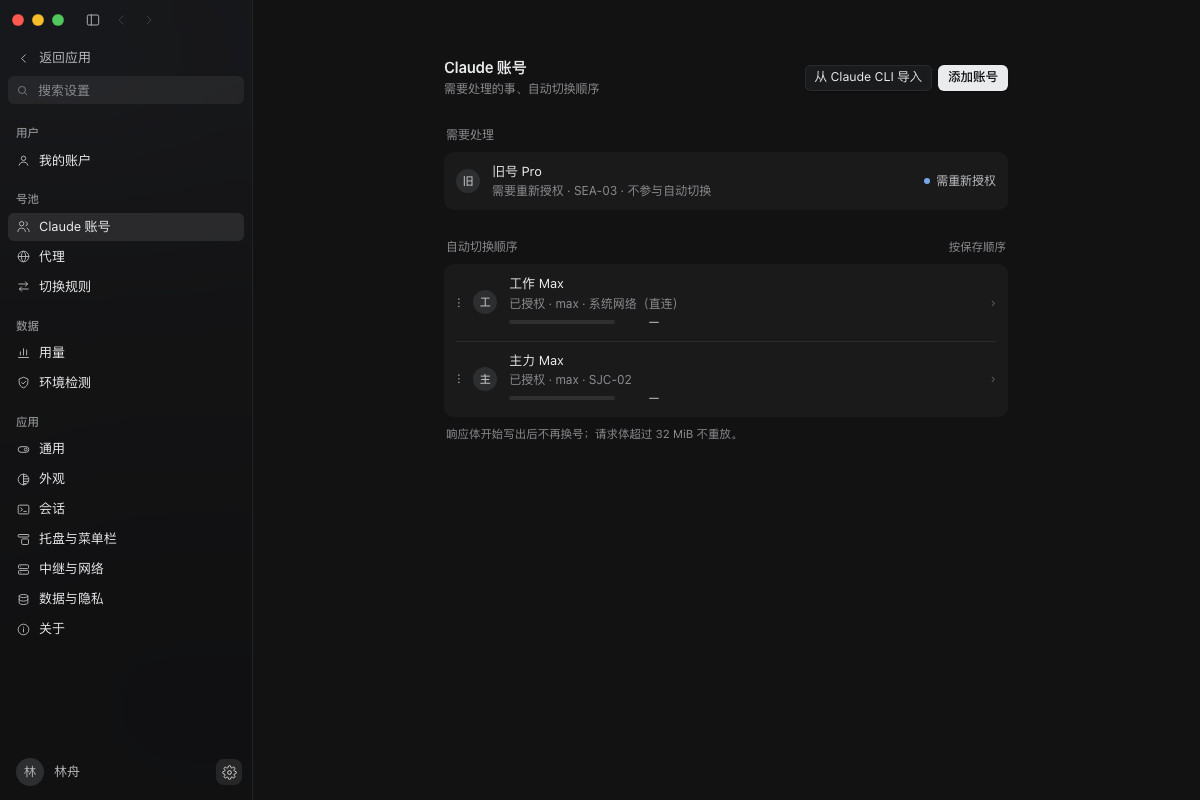 返回应用
搜索设置
用户
我的账户
号池
Claude 账号
代理
切换规则
数据
用量
环境检测
应用
通用
外观
会话
托盘与菜单栏
中继与网络
数据与隐私
关于
林
林舟
Claude 账号
需要处理的事、自动切换顺序
从 Claude CLI 导入
添加账号
需要处理
旧
旧号 Pro
需要重新授权 · SEA-03 · 不参与自动切换
需重新授权
自动切换顺序
按保存顺序
工
工作 Max
已授权 · max · 系统网络（直连）
—
主
主力 Max
已授权 · max · SJC-02
—
响应体开始写出后不再换号；请求体超过 32 MiB 不重放。